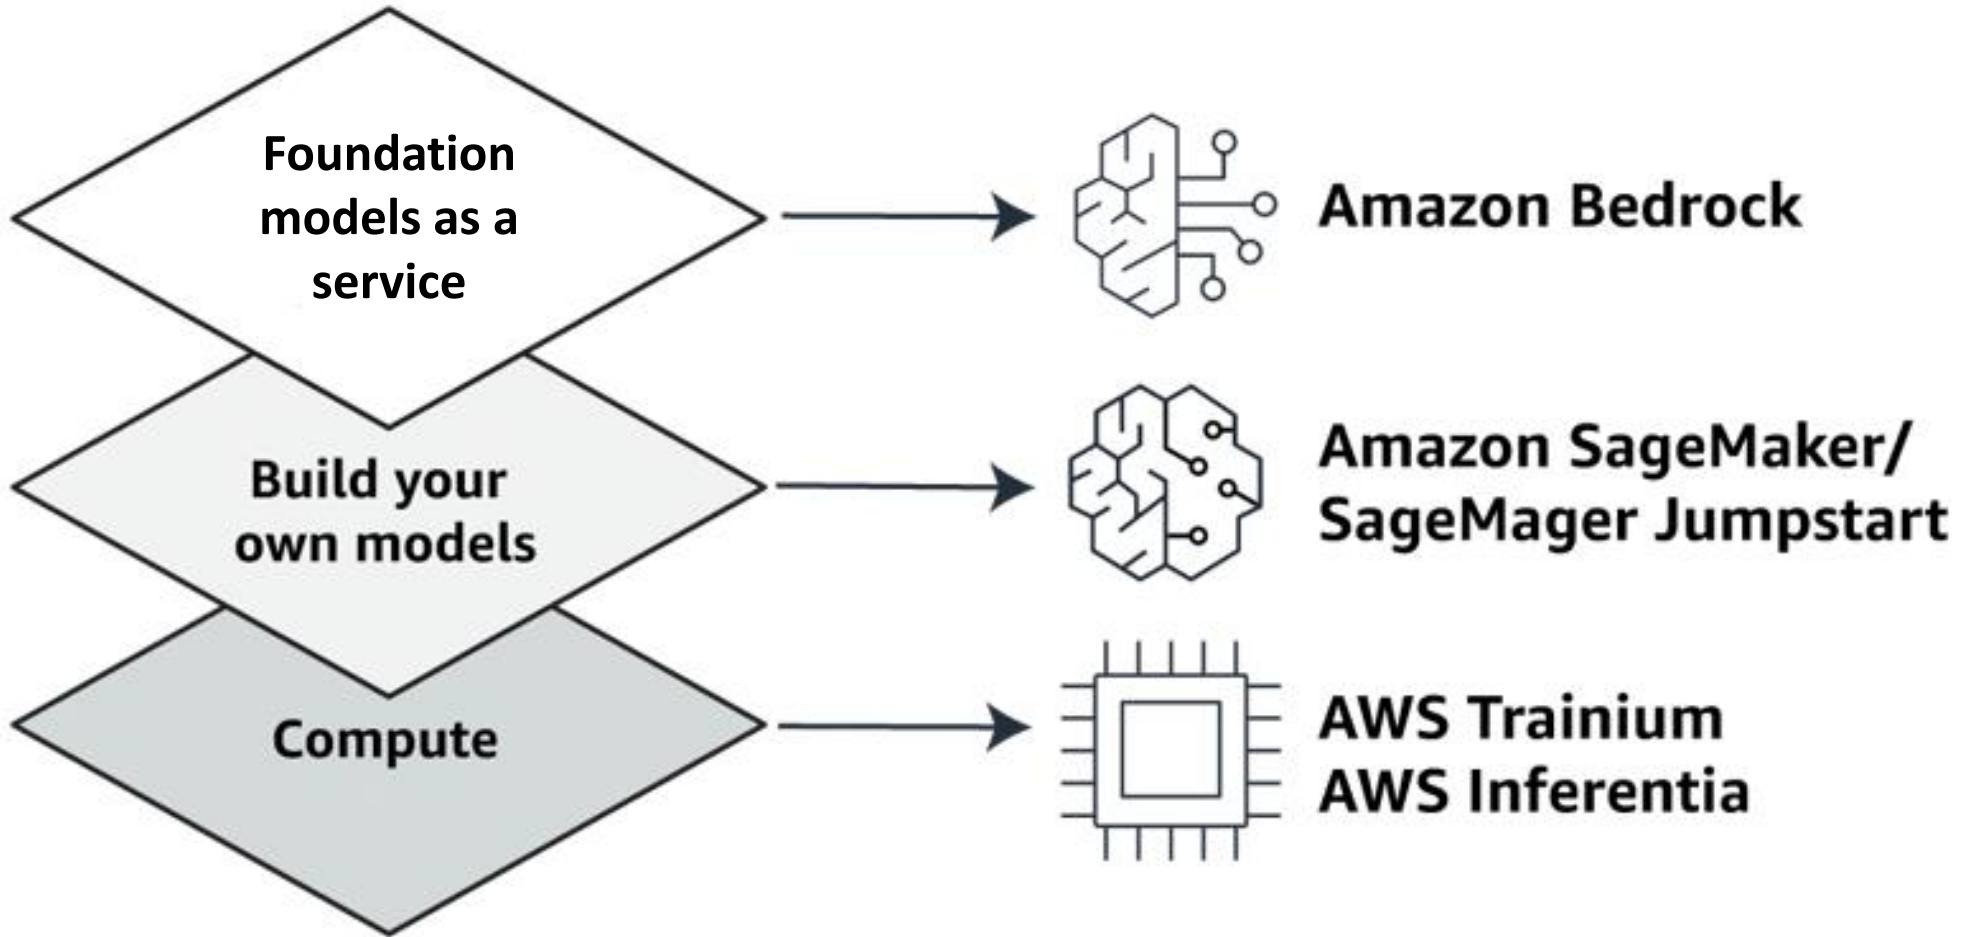 Foundation
models as a
service
Amazon Bedrock
Build your
own models
Amazon SageMaker/
SageMager Jumpstart
Compute
AWS Trainium
AWS Inferentia